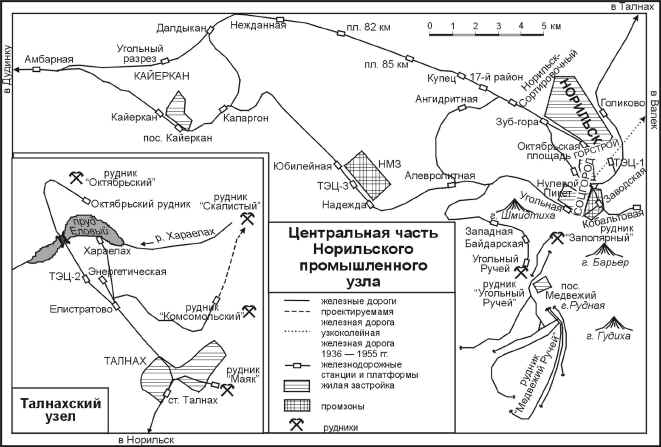 в Дудинку
Амбарная
Угольный
разрез
КАЙЕРКАН
Далдыкан
Нежданная
пл. 82 км
пл. 85 км
Купец
17-й район
0 1 2 3 4 5 км
в Талнах
Норильск-
Сортировочный
НОРИЛЬСК
Голиково
в Валек
Ангидритная
Зуб-гора
Кайеркан
пос. Кайеркан
Каларгон
Октябрьская
площадь
ГОРСТРОЙ
СОЦГОРОД
ТЭЦ-1
Нулевой
Пикет
Заводская
Угольная
Кобальтовая
Юбилейная
НМЗ
ТЭЦ-3
Надежда
Алевролитная
г. Шмидтиха
рудник
"Заполярный"
Западная
Байдарская
Угольный
Ручей
рудник
"Угольный
Ручей"
пос.
Медвежий
г.Рудная
г. Барьер
г. Гудиха
Рудник
"Медвежий Ручей"
рудник
"Октябрьский"
Октябрьский рудник
рудник
"Скалистый"
пруд
Еловый
р. Хараелах
Хараелах
ТЭЦ-2
Энергетическая
Елистратово
рудник
"Комсомольский"
ТАЛНАХ
рудник
"Маяк"
ст. Талнах
в Норильск
Талнахский
узел
Центральная часть
Норильского
промышленного
узла
железные дороги
проектируемамя
железная дорога
узкоколейная
железная дорога
1936 — 1955 гг.
железнодорожные
станции и платформы
жилая застройка
промзоны
рудники